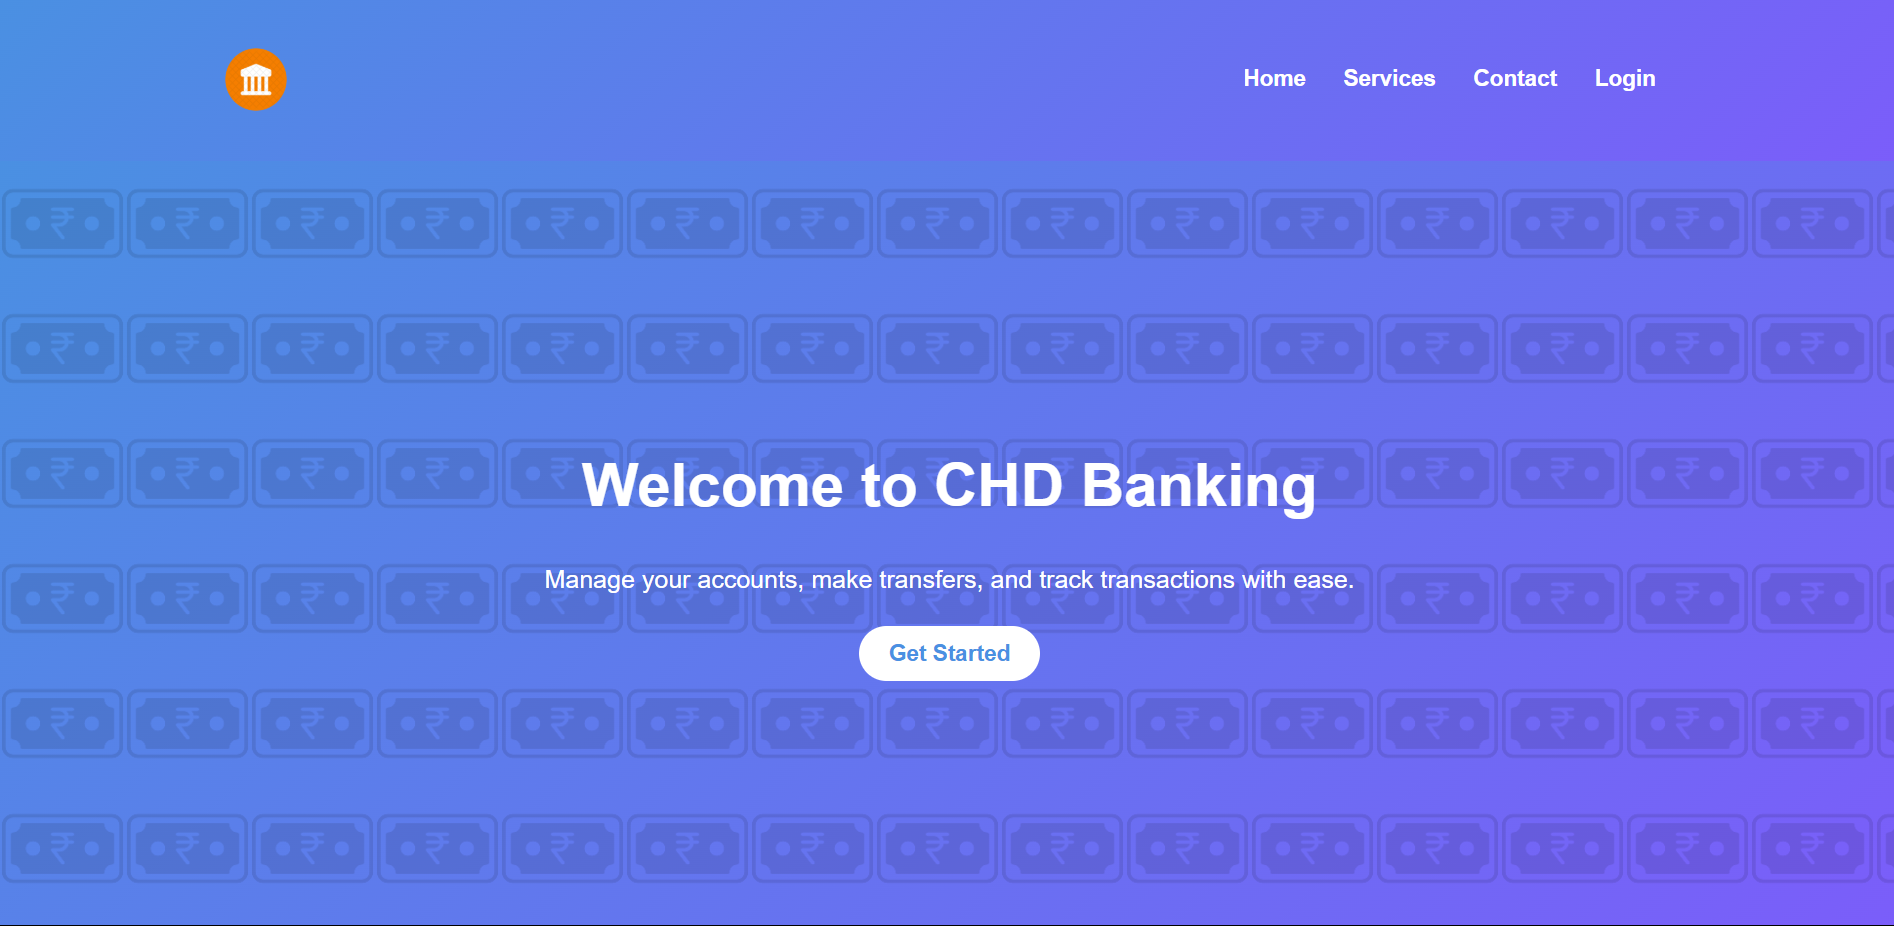 Home Services Contact Login
Welcome to CHD Banking
Manage your accounts, make transfers, and track transactions with ease.
Get Started